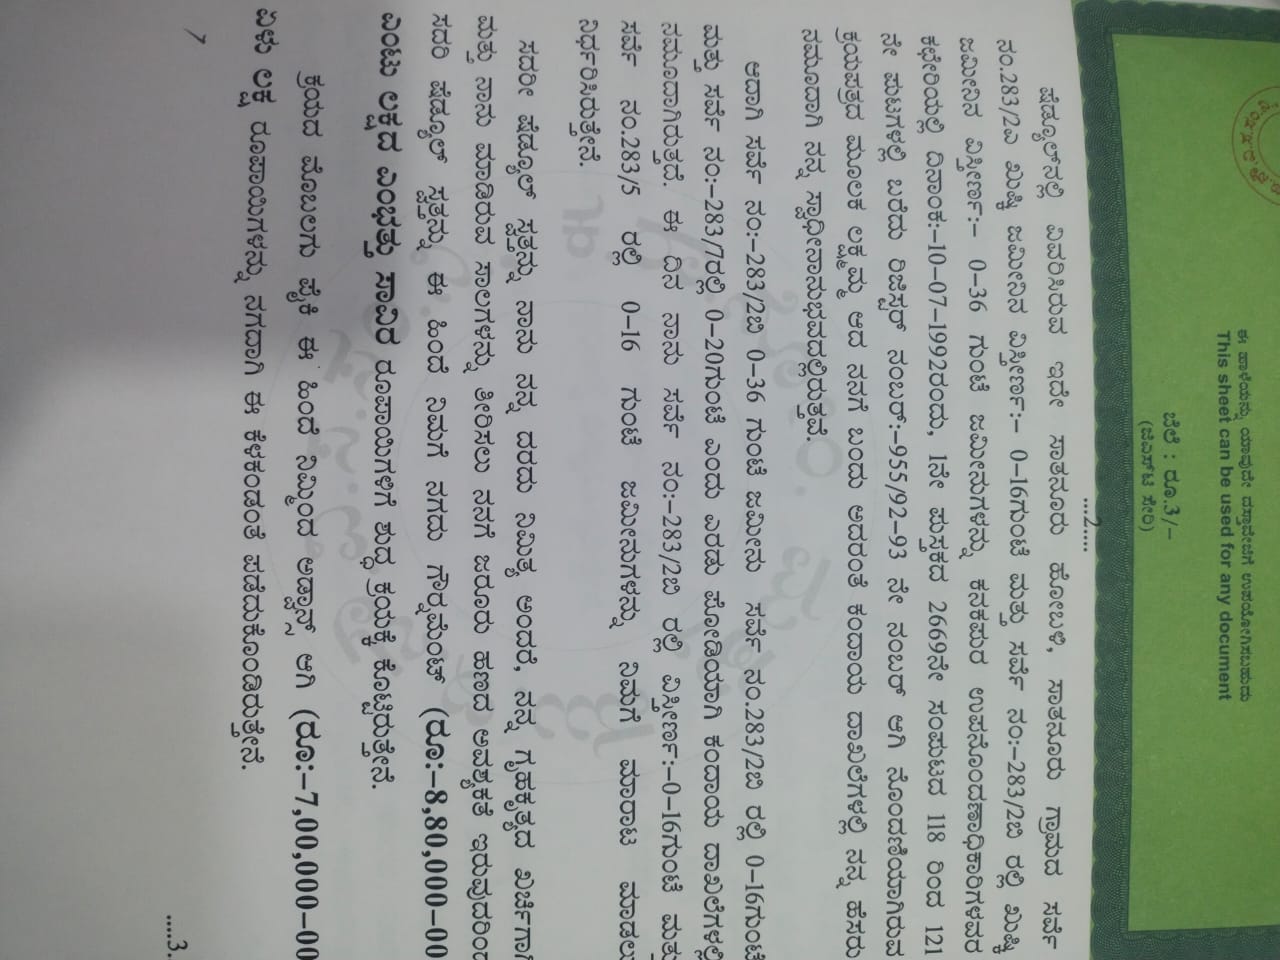 ಈ ಹಾಳೆಯನ್ನು ಯಾವುದೇ ದಸ್ತಾವೇಜಿಗೆ ಉಪಯೋಗಿಸಬಹುದು
This sheet can be used for any document
ಬೆಲೆ : ರೂ.3/-
(ಜಿಎಸ್‌ಟಿ ಸೇರಿ)
...2....
ಷೆಡ್ಯೂಲ್‌ನಲ್ಲಿ ವಿವರಿಸಿರುವ ಇದೇ ಸಾತನೂರು ಹೋಬಳಿ, ಸಾತನೂರು ಗ್ರಾಮದ ಸರ್ವೆ
ನಂ.283/2ಎ ಖುಷ್ಕಿ ಜಮೀನಿನ ವಿಸ್ತೀರ್ಣ:– 0–16ಗುಂಟೆ ಮತ್ತು ಸರ್ವೆ ನಂ:–283/2ಬಿ ರಲ್ಲಿ ಖುಷ್ಕಿ
ಜಮೀನಿನ ವಿಸ್ತೀರ್ಣ:– 0–36 ಗುಂಟೆ ಜಮೀನುಗಳನ್ನು ಕನಕಪುರ ಉಪನೊಂದಣಾಧಿಕಾರಿಗಳವರ
ಕಛೇರಿಯಲ್ಲಿ ದಿನಾಂಕ:–10–07–1992ರಂದು, 1ನೇ ಪುಸ್ತಕದ 2669ನೇ ಸಂಪುಟದ 118 ರಿಂದ 121
ನೇ ಪುಟಗಳಲ್ಲಿ ಬರೆದು ರಿಜಿಸ್ಟರ್ ನಂಬರ್:–955/92–93 ನೇ ನಂಬರ್ ಆಗಿ ನೊಂದಣಿಯಾಗಿರುವ
ಕ್ರಯಪತ್ರದ ಮೂಲಕ ಲಕ್ಷ್ಮಮ್ಮ ಆದ ನನಗೆ ಬಂದು ಅದರಂತೆ ಕಂದಾಯ ದಾಖಲೆಗಳಲ್ಲಿ ನನ್ನ ಹೆಸರು
ನಮೂದಾಗಿ ನನ್ನ ಸ್ವಾಧೀನಾನುಭವದಲ್ಲಿರುತ್ತವೆ.
ಆದಾಗಿ ಸರ್ವೆ ನಂ:–283/2ಬಿ 0–36 ಗುಂಟೆ ಜಮೀನು ಸರ್ವೆ ನಂ.283/2ಬಿ ರಲ್ಲಿ 0–16ಗುಂಟೆ
ಮತ್ತು ಸರ್ವೆ ನಂ:–283/7ರಲ್ಲಿ 0–20ಗುಂಟೆ ಎಂದು ಎರಡು ಪೋಡಿಯಾಗಿ ಕಂದಾಯ ದಾಖಲೆಗಳಲ್ಲಿ
ನಮೂದಾಗಿರುತ್ತದೆ. ಈ ದಿನ ನಾನು ಸರ್ವೆ ನಂ:–283/2ಬಿ ರಲ್ಲಿ ವಿಸ್ತೀರ್ಣ:–0–16ಗುಂಟೆ ಮತ್ತು
ಸರ್ವೆ ನಂ.283/5 ರಲ್ಲಿ 0–16 ಗುಂಟೆ ಜಮೀನುಗಳನ್ನು ನಿಮಗೆ ಮಾರಾಟ ಮಾಡಲು
ನಿರ್ಧರಿಸಿರುತ್ತೇನೆ.
ಸದರೀ ಷೆಡ್ಯೂಲ್ ಸ್ವತ್ತನ್ನು ನಾನು ನನ್ನ ದರದು ನಿಮಿತ್ಯ ಅಂದರೆ, ನನ್ನ ಗೃಹಕೃತ್ಯದ ಖರ್ಚಿಗಾಗಿ
ಮತ್ತು ನಾನು ಮಾಡಿರುವ ಸಾಲಗಳನ್ನು ತೀರಿಸಲು ನನಗೆ ಜರೂರು ಹಣದ ಅವಶ್ಯಕತೆ ಇರುವುದರಿಂದ
ಸದರಿ ಷೆಡ್ಯೂಲ್ ಸ್ವತ್ತನ್ನು ಈ ಹಿಂದೆ ನಿಮಗೆ ನಗದು ಗೌರ‍್ನಮೆಂಟ್ (ರೂ:–8,80,000–00
ಎಂಟು ಲಕ್ಷದ ಎಂಭತ್ತು ಸಾವಿರ ರೂಪಾಯಿಗಳಿಗೆ ಶುದ್ಧ ಕ್ರಯಕ್ಕೆ ಕೊಟ್ಟಿರುತ್ತೇನೆ.
ಕ್ರಯದ ಮೊಬಲಗು ಪೈಕಿ ಈ ಹಿಂದೆ ನಿಮ್ಮಿಂದ ಅಡ್ವಾನ್ಸ್ ಆಗಿ (ರೂ:–7,00,000–00
ಏಳು ಲಕ್ಷ ರೂಪಾಯಿಗಳನ್ನು ನಗದಾಗಿ ಈ ಕೆಳಕಂಡಂತೆ ಪಡೆದುಕೊಂಡಿರುತ್ತೇನೆ.
....3.